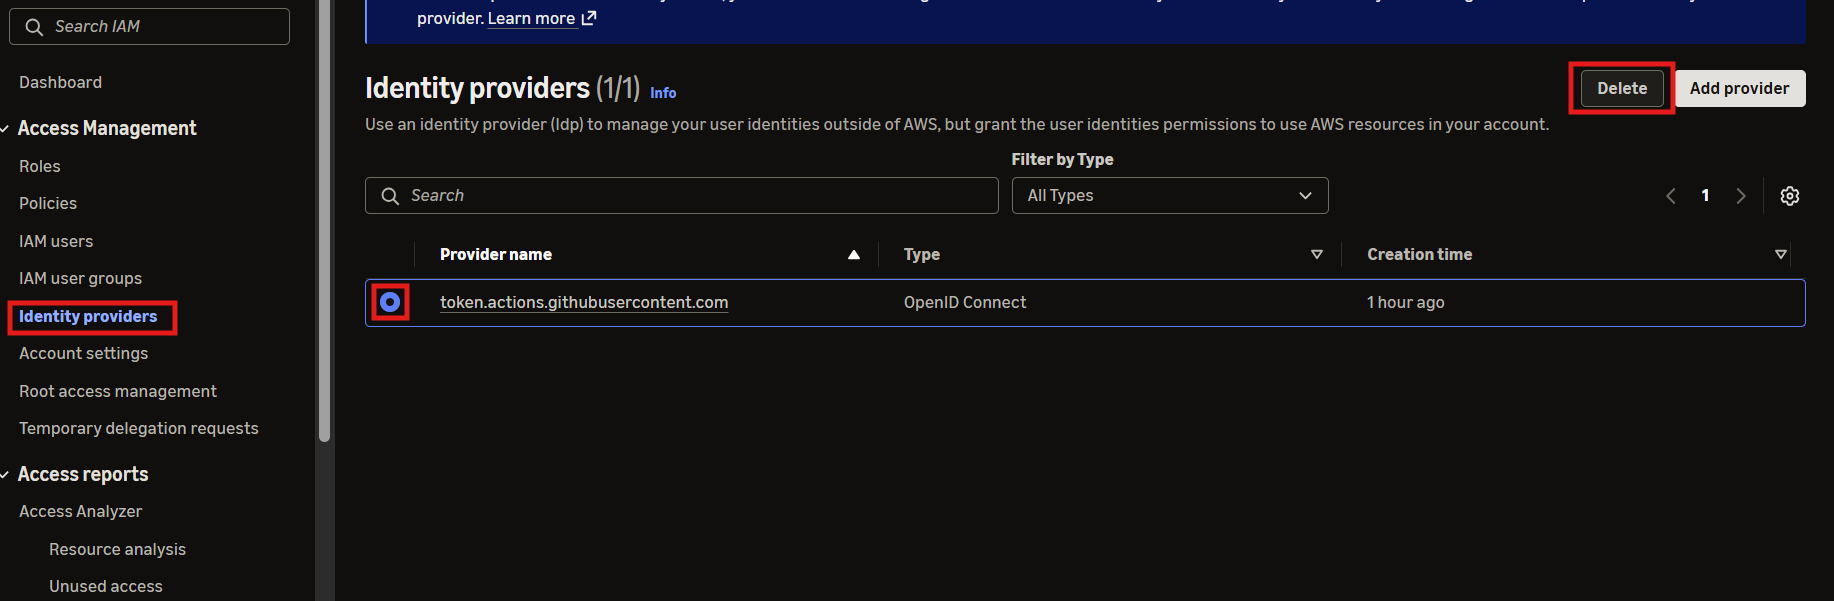 provider. Learn more
Search IAM
Dashboard
Access Management
Roles
Policies
IAM users
IAM user groups
Identity providers
Account settings
Root access management
Temporary delegation requests
Access reports
Access Analyzer
Resource analysis
Unused access
Identity providers (1/1) Info
Delete
Add provider
Use an identity provider (Idp) to manage your user identities outside of AWS, but grant the user identities permissions to use AWS resources in your account.
Filter by Type
Search
All Types
1
Provider name
Type
Creation time
token.actions.githubusercontent.com
OpenID Connect
1 hour ago